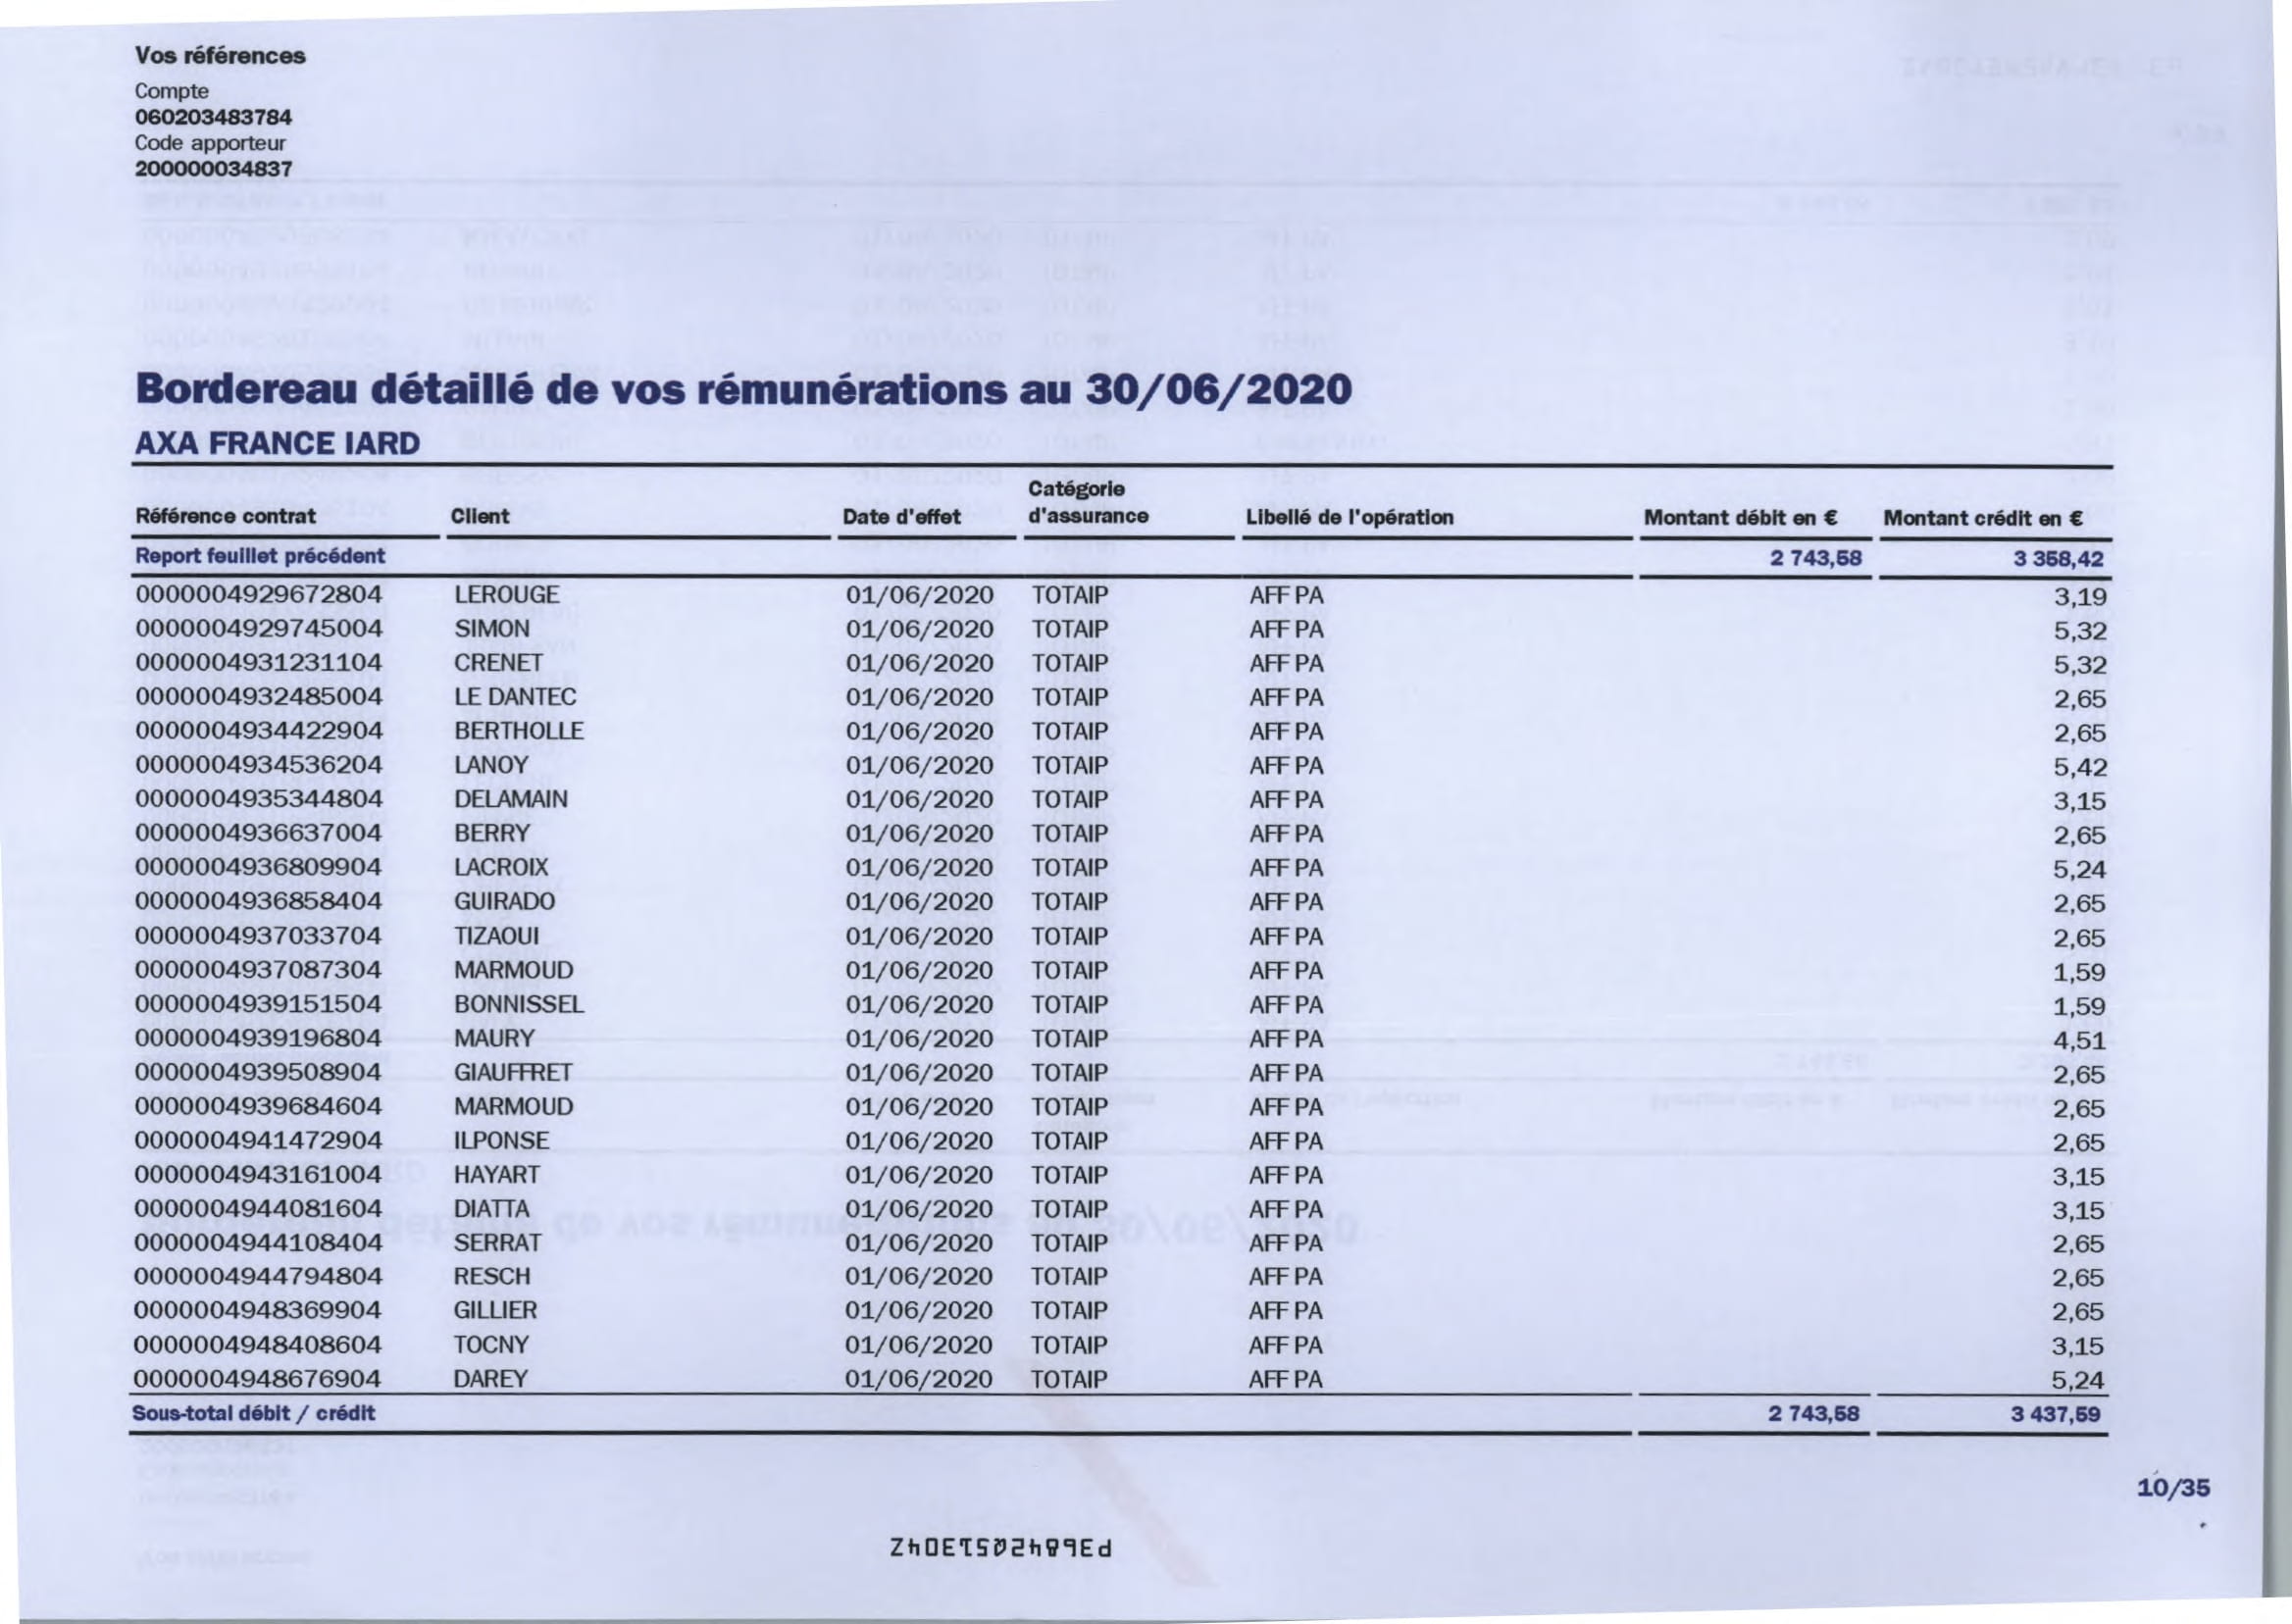 Vos références
Compte
060203483784
Code apporteur
200000034837
Bordereau détaillé de vos rémunérations au 30/06/2020
AXA FRANCE IARD
Référence contrat Client Date d'effet Catégorie d'assurance Libellé de l'opération Montant débit en € Montant crédit en €
Report feuillet précédent 2 743,58 3 358,42
0000004929672804 LEROUGE 01/06/2020 TOTAIP AFF PA 3,19
0000004929745004 SIMON 01/06/2020 TOTAIP AFF PA 5,32
0000004931231104 CRENET 01/06/2020 TOTAIP AFF PA 5,32
0000004932485004 LE DANTEC 01/06/2020 TOTAIP AFF PA 2,65
0000004934422904 BERTHOLLE 01/06/2020 TOTAIP AFF PA 2,65
0000004934536204 LANOY 01/06/2020 TOTAIP AFF PA 5,42
0000004935344804 DELAMAIN 01/06/2020 TOTAIP AFF PA 3,15
0000004936637004 BERRY 01/06/2020 TOTAIP AFF PA 2,65
0000004936809904 LACROIX 01/06/2020 TOTAIP AFF PA 5,24
0000004936858404 GUIRADO 01/06/2020 TOTAIP AFF PA 2,65
0000004937033704 TIZAOUI 01/06/2020 TOTAIP AFF PA 2,65
0000004937087304 MARMOUD 01/06/2020 TOTAIP AFF PA 1,59
0000004939151504 BONNISSEL 01/06/2020 TOTAIP AFF PA 1,59
0000004939196804 MAURY 01/06/2020 TOTAIP AFF PA 4,51
0000004939508904 GIAUFFRET 01/06/2020 TOTAIP AFF PA 2,65
0000004939684604 MARMOUD 01/06/2020 TOTAIP AFF PA 2,65
0000004941472904 ILPONSE 01/06/2020 TOTAIP AFF PA 2,65
0000004943161004 HAYART 01/06/2020 TOTAIP AFF PA 3,15
0000004944081604 DIATTA 01/06/2020 TOTAIP AFF PA 3,15
0000004944108404 SERRAT 01/06/2020 TOTAIP AFF PA 2,65
0000004944794804 RESCH 01/06/2020 TOTAIP AFF PA 2,65
0000004948369904 GILLIER 01/06/2020 TOTAIP AFF PA 2,65
0000004948408604 TOCNY 01/06/2020 TOTAIP AFF PA 3,15
0000004948676904 DAREY 01/06/2020 TOTAIP AFF PA 5,24
Sous-total débit / crédit 2 743,58 3 437,59
10/35